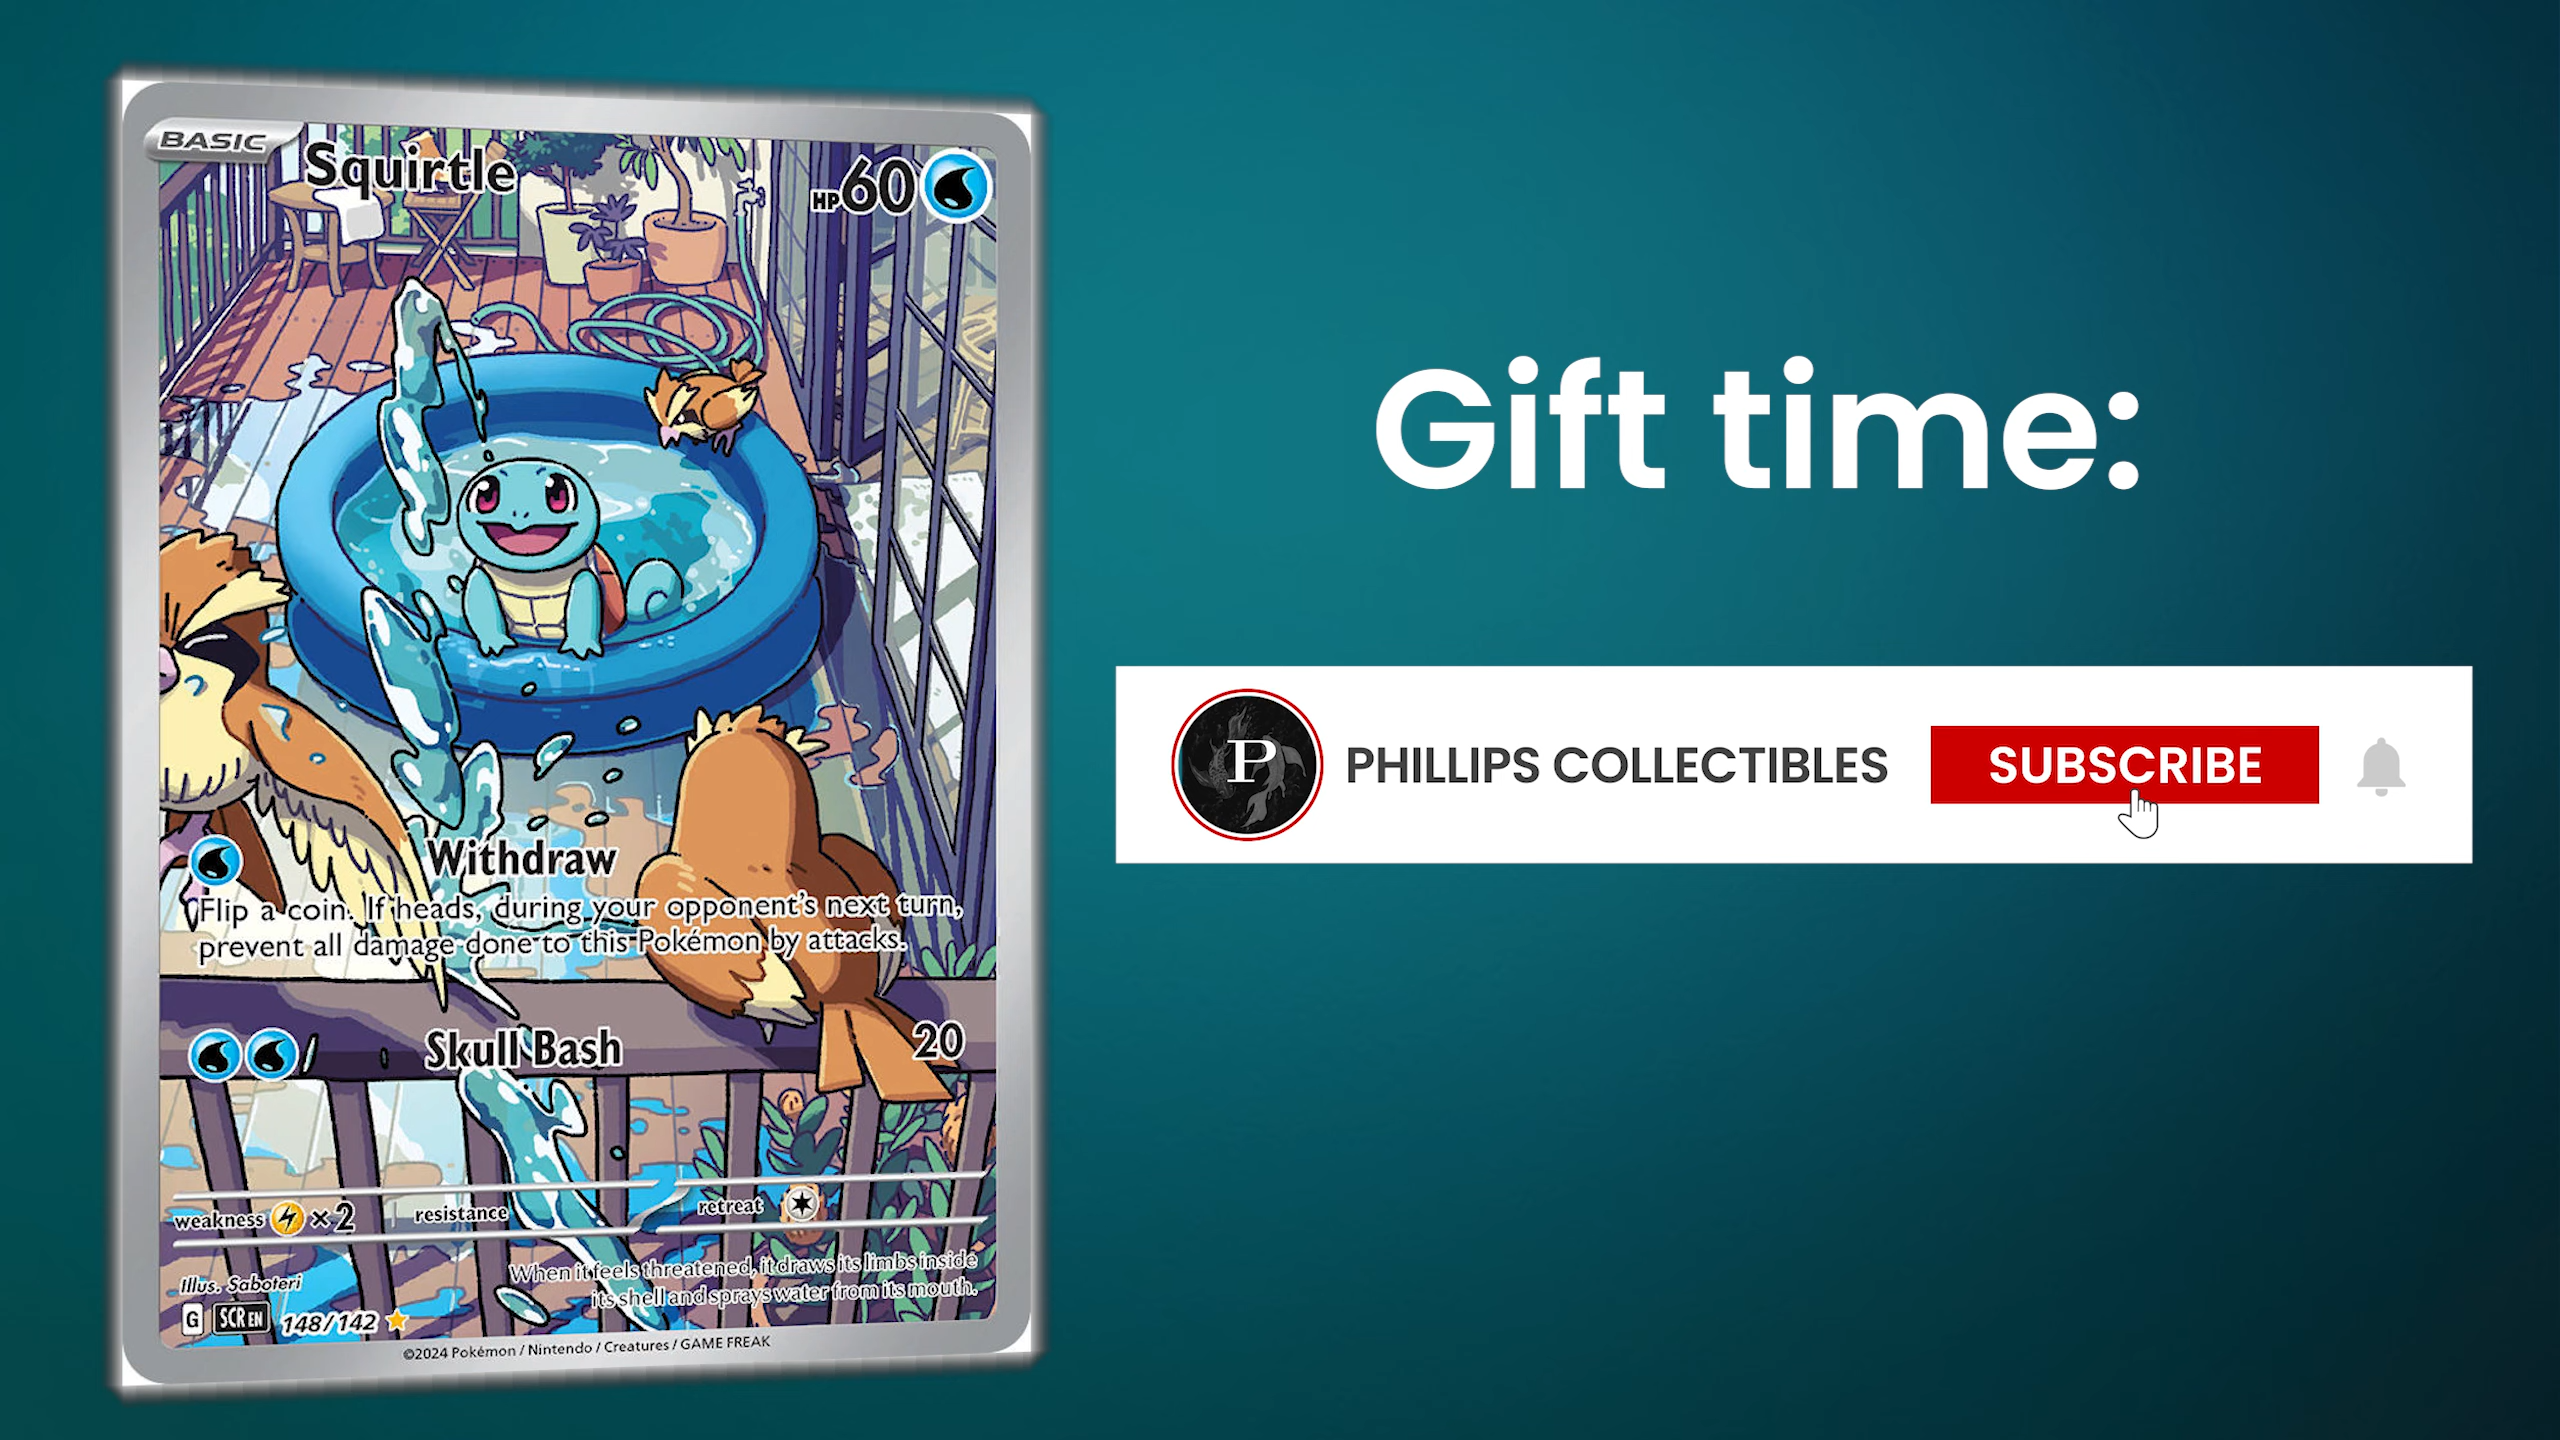 BASIC
Squirtle
HP60
Gift time:
P
PHILLIPS COLLECTIBLES
SUBSCRIBE
Withdraw
Flip a coin. If heads, during your opponent's next turn,
prevent all damage done to this Pokémon by attacks.
Skull Bash 20
weakness ×2 resistance retreat
When it feels threatened, it draws its limbs inside
its shell and sprays water from its mouth.
Illus. Saboteri
G SCR EN 148/142
©2024 Pokémon / Nintendo / Creatures / GAME FREAK